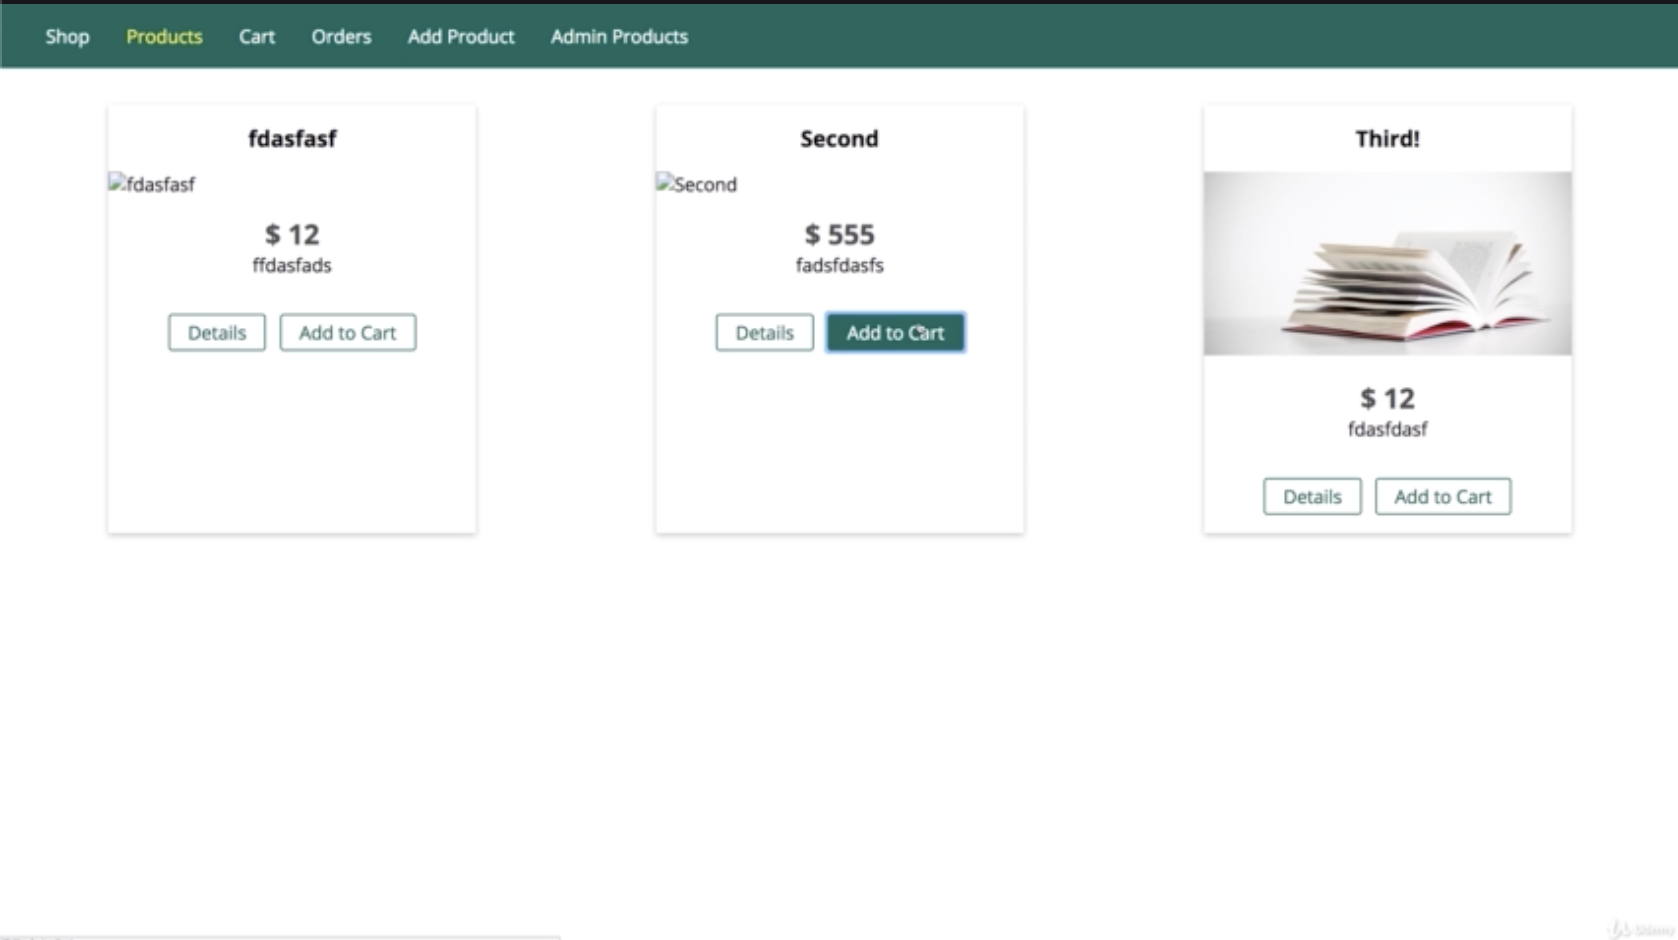 Shop Products Cart Orders Add Product Admin Products
fdasfasf
fdasfasf
$ 12
ffdasfads
Details Add to Cart
Second
Second
$ 555
fadsfdasfs
Details Add to Cart
Third!
$ 12
fdasfdasf
Details Add to Cart
Udemy